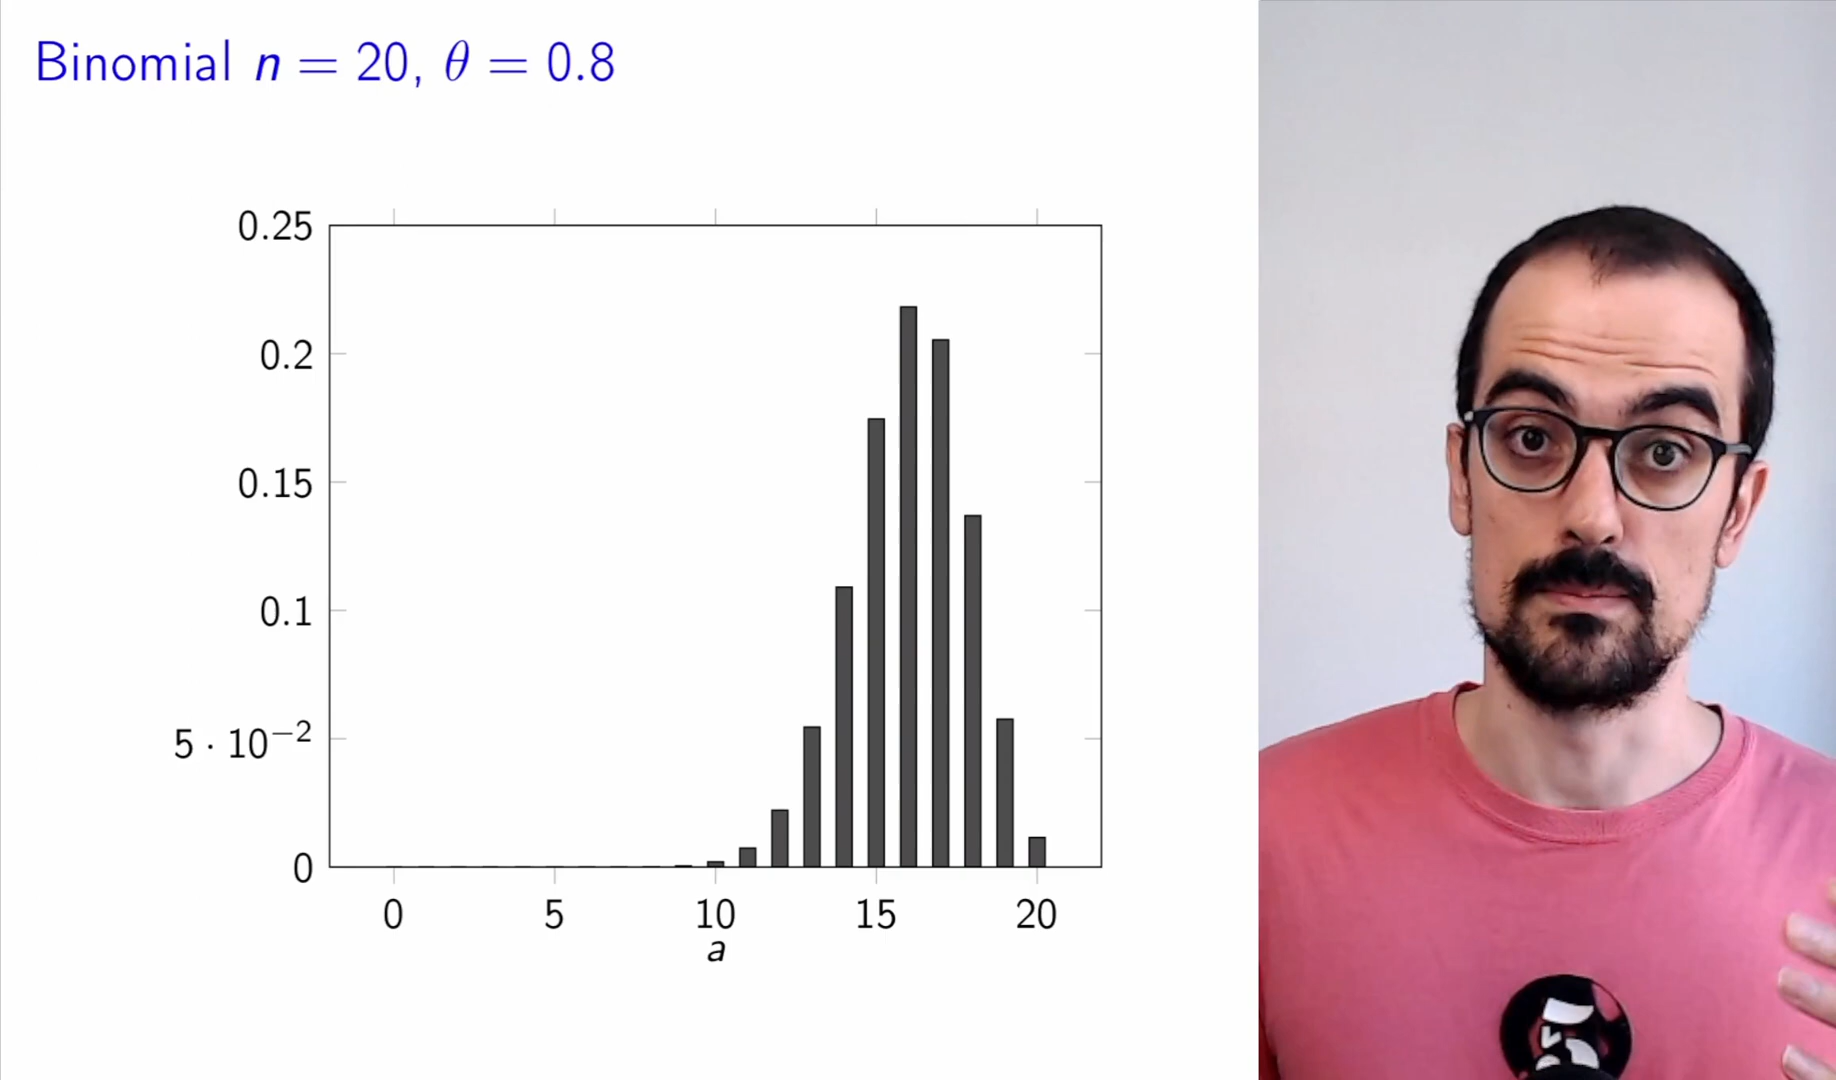 Binomial n = 20, θ = 0.8
0.25
0.2
0.15
0.1
5 · 10⁻²
0
0 5 10 15 20
a